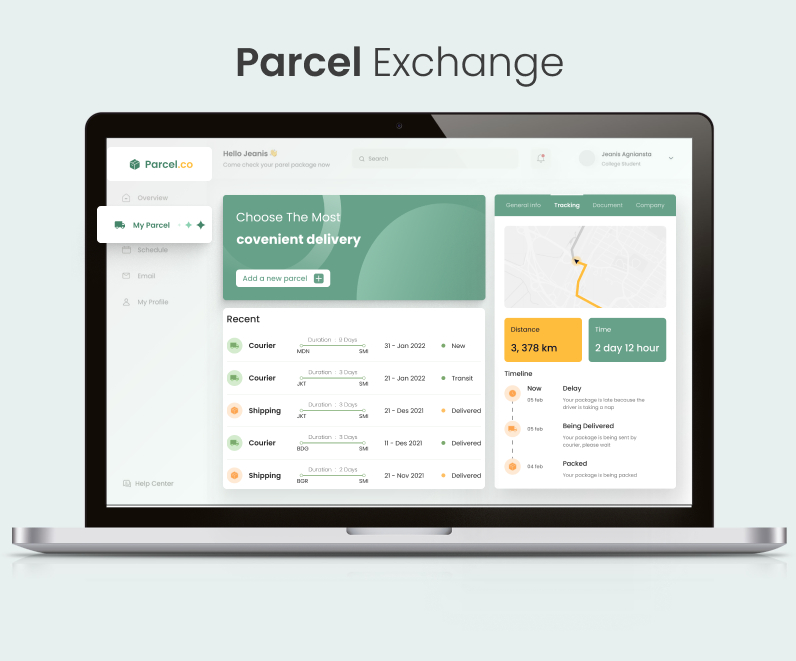 Parcel Exchange
Parcel.co
Hello Jeanis 👋
Come check your parel package now
Search
Jeanis Agniansta
College Student
Overview
My Parcel
Schedule
Email
My Profile
Help Center
Choose The Most
covenient delivery
Add a new parcel
Recent
Courier
Duration : 8 Days
MDN SMI
31 - Jan 2022
New
Courier
Duration : 3 Days
JKT SMI
21 - Jan 2022
Transit
Shipping
Duration : 3 Days
JKT SMI
21 - Des 2021
Delivered
Courier
Duration : 3 Days
BDG SMI
11 - Des 2021
Delivered
Shipping
Duration : 2 Days
BGR SMI
21 - Nov 2021
Delivered
General Info Tracking Document Company
Distance
3, 378 km
Time
2 day 12 hour
Timeline
Now
05 feb
Delay
Your package is late because the
driver is taking a nap
05 feb
Being Delivered
Your package is being sent by
courier, please wait
04 feb
Packed
Your package is being packed